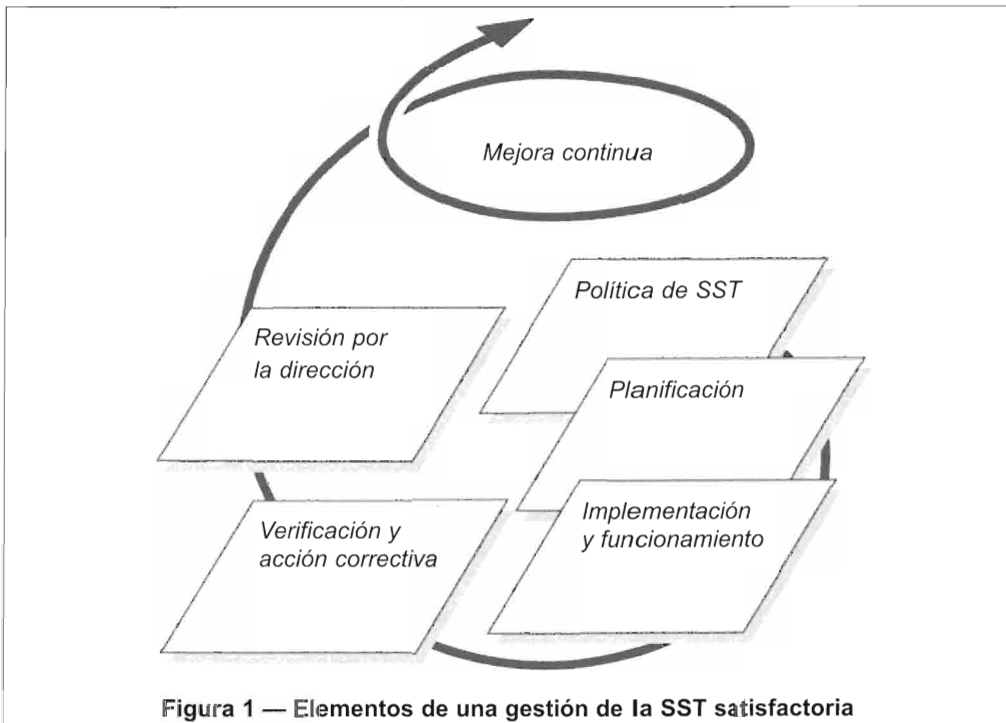 Mejora continua
Política de SST
Revisión por
la dirección
Planificación
Implementación
y funcionamiento
Verificación y
acción correctiva
Figura 1 — Elementos de una gestión de la SST satisfactoria